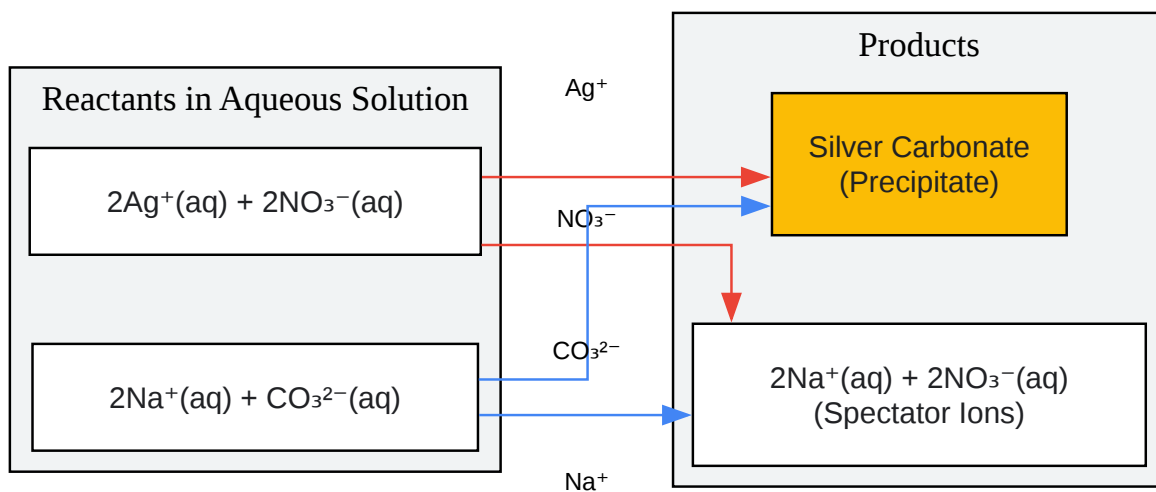 Reactants in Aqueous Solution
2Ag⁺(aq) + 2NO₃⁻(aq)
2Na⁺(aq) + CO₃²⁻(aq)
Ag⁺
NO₃⁻
CO₃²⁻
Na⁺
Products
Silver Carbonate
(Precipitate)
2Na⁺(aq) + 2NO₃⁻(aq)
(Spectator Ions)